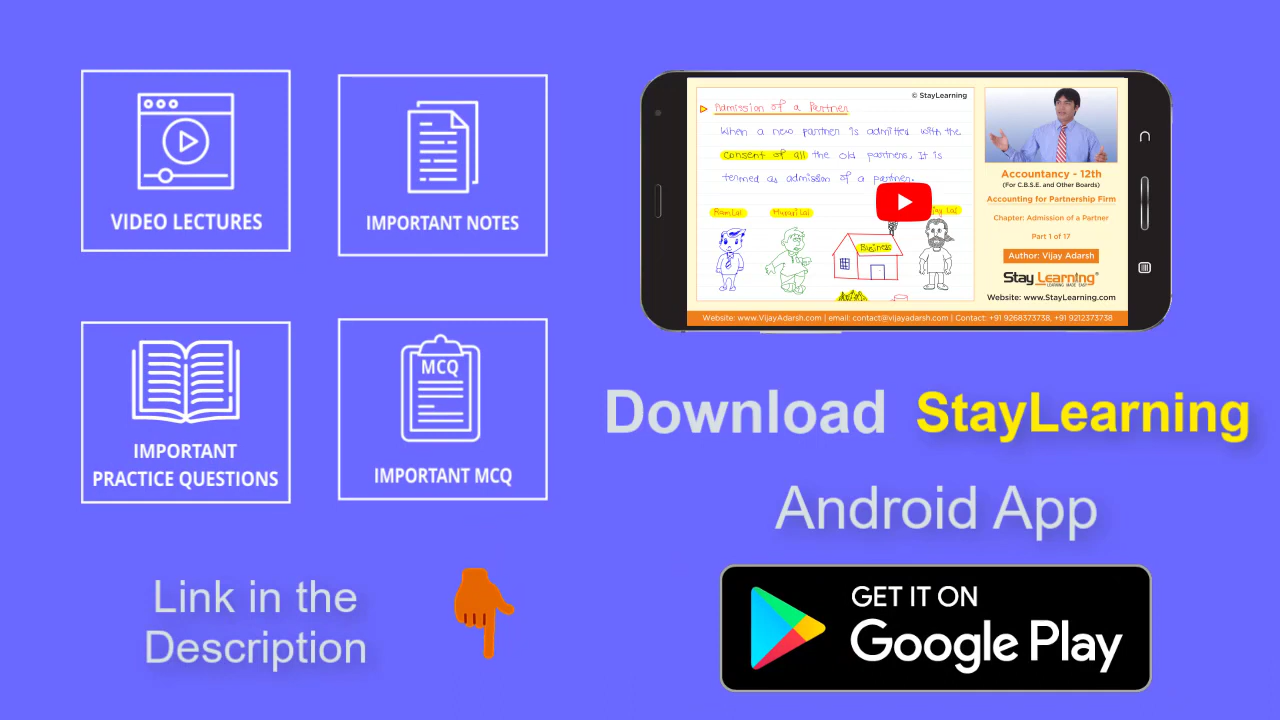 VIDEO LECTURES
IMPORTANT NOTES
IMPORTANT
PRACTICE QUESTIONS
MCQ
IMPORTANT MCQ
Link in the
Description
© StayLearning
Admission of a Partner
When a new partner is admitted with the
consent of all the old partners. It is
termed as admission of a partner.
Business
Accountancy - 12th
(For C.B.S.E. and Other Boards)
Accounting for Partnership Firm
Chapter: Admission of a Partner
Part 1 of 17
Author: Vijay Adarsh
Stay Learning
LEARNING MADE EASY
Website: www.StayLearning.com
Website: www.VijayAdarsh.com | email: contact@vijayadarsh.com | Contact: +91 9268373738, +91 9212373738
Download StayLearning
Android App
GET IT ON
Google Play